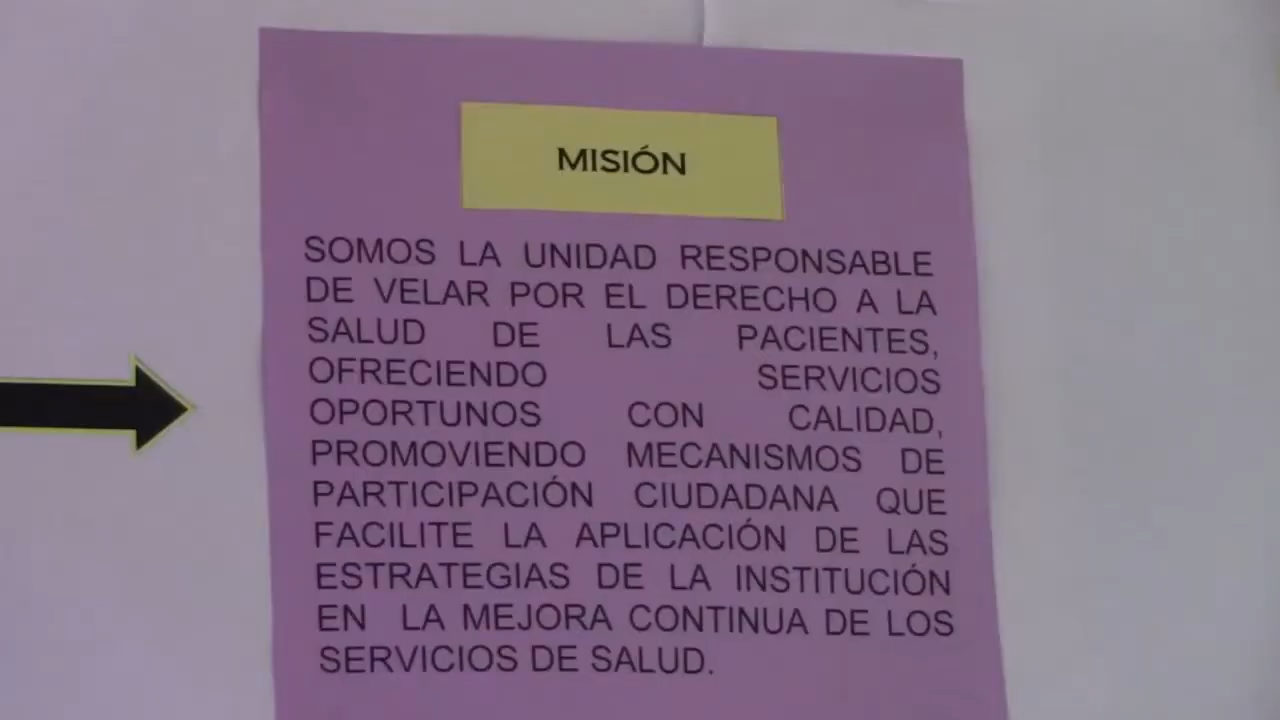 MISIÓN
SOMOS LA UNIDAD RESPONSABLE
DE VELAR POR EL DERECHO A LA
SALUD DE LAS PACIENTES,
OFRECIENDO SERVICIOS
OPORTUNOS CON CALIDAD,
PROMOVIENDO MECANISMOS DE
PARTICIPACIÓN CIUDADANA QUE
FACILITE LA APLICACIÓN DE LAS
ESTRATEGIAS DE LA INSTITUCIÓN
EN LA MEJORA CONTINUA DE LOS
SERVICIOS DE SALUD.